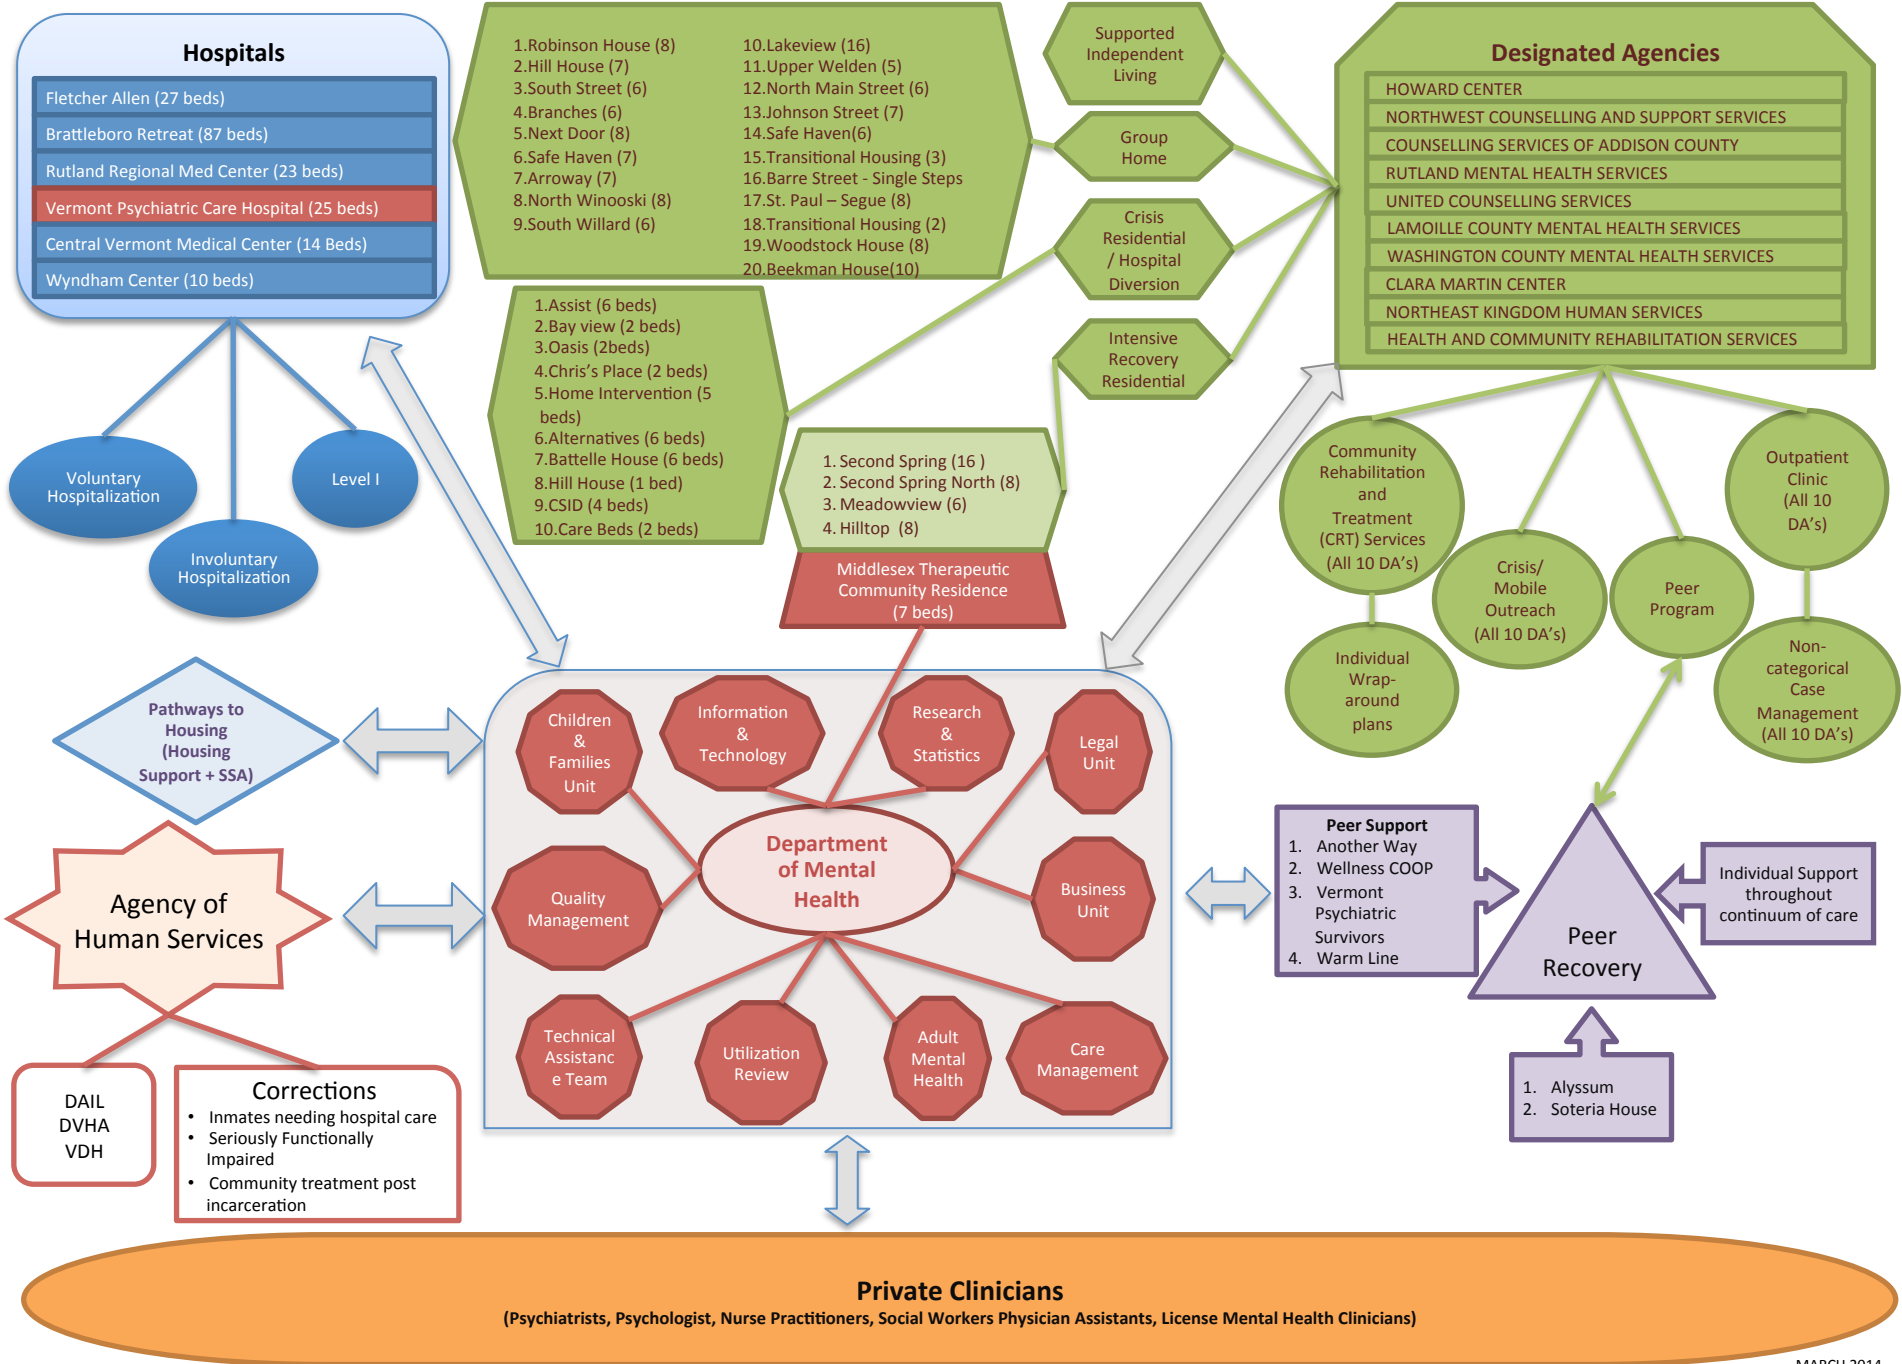 Hospitals
Fletcher Allen (27 beds)
Brattleboro Retreat (87 beds)
Rutland Regional Med Center (23 beds)
Vermont Psychiatric Care Hospital (25 beds)
Central Vermont Medical Center (14 Beds)
Wyndham Center (10 beds)
Voluntary
Hospitalization
Involuntary
Hospitalization
Level I
1.Robinson House (8)
2.Hill House (7)
3.South Street (6)
4.Branches (6)
5.Next Door (8)
6.Safe Haven (7)
7.Arroway (7)
8.North Winooski (8)
9.South Willard (6)
10.Lakeview (16)
11.Upper Welden (5)
12.North Main Street (6)
13.Johnson Street (7)
14.Safe Haven(6)
15.Transitional Housing (3)
16.Barre Street - Single Steps
17.St. Paul – Segue (8)
18.Transitional Housing (2)
19.Woodstock House (8)
20.Beekman House(10)
Supported
Independent
Living
Group
Home
Crisis
Residential
/ Hospital
Diversion
Intensive
Recovery
Residential
1.Assist (6 beds)
2.Bay view (2 beds)
3.Oasis (2beds)
4.Chris's Place (2 beds)
5.Home Intervention (5
beds)
6.Alternatives (6 beds)
7.Battelle House (6 beds)
8.Hill House (1 bed)
9.CSID (4 beds)
10.Care Beds (2 beds)
1. Second Spring (16 )
2. Second Spring North (8)
3. Meadowview (6)
4. Hilltop (8)
Middlesex Therapeutic
Community Residence
(7 beds)
Designated Agencies
HOWARD CENTER
NORTHWEST COUNSELLING AND SUPPORT SERVICES
COUNSELLING SERVICES OF ADDISON COUNTY
RUTLAND MENTAL HEALTH SERVICES
UNITED COUNSELLING SERVICES
LAMOILLE COUNTY MENTAL HEALTH SERVICES
WASHINGTON COUNTY MENTAL HEALTH SERVICES
CLARA MARTIN CENTER
NORTHEAST KINGDOM HUMAN SERVICES
HEALTH AND COMMUNITY REHABILITATION SERVICES
Community
Rehabilitation
and
Treatment
(CRT) Services
(All 10 DA's)
Individual
Wrap-
around
plans
Crisis/
Mobile
Outreach
(All 10 DA's)
Peer
Program
Outpatient
Clinic
(All 10
DA's)
Non-
categorical
Case
Management
(All 10 DA's)
Pathways to
Housing
(Housing
Support + SSA)
Agency of
Human Services
DAIL
DVHA
VDH
Corrections
• Inmates needing hospital care
• Seriously Functionally
Impaired
• Community treatment post
incarceration
Children
&
Families
Unit
Information
&
Technology
Research
&
Statistics
Legal
Unit
Quality
Management
Department
of Mental
Health
Business
Unit
Technical
Assistanc
e Team
Utilization
Review
Adult
Mental
Health
Care
Management
Peer Support
1. Another Way
2. Wellness COOP
3. Vermont
Psychiatric
Survivors
4. Warm Line
Peer
Recovery
Individual Support
throughout
continuum of care
1. Alyssum
2. Soteria House
Private Clinicians
(Psychiatrists, Psychologist, Nurse Practitioners, Social Workers Physician Assistants, License Mental Health Clinicians)
MARCH 2014